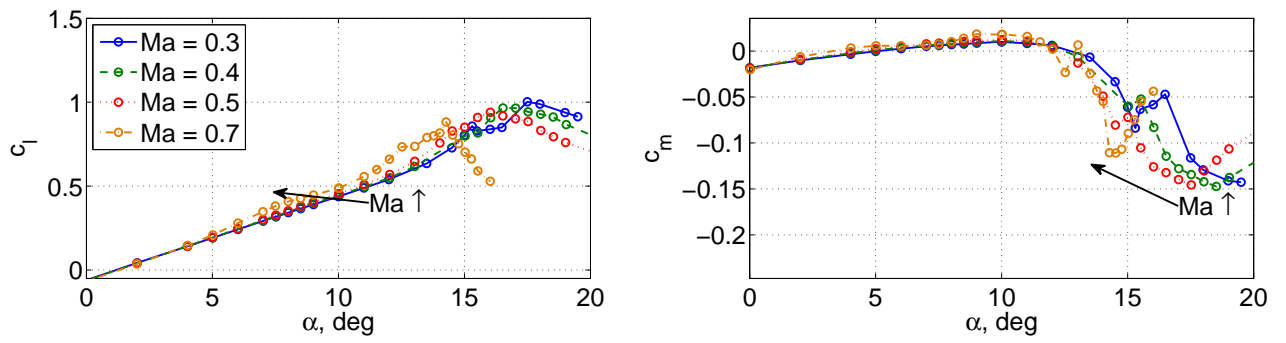 1.5
1
0.5
0
c_l
Ma = 0.3
Ma = 0.4
Ma = 0.5
Ma = 0.7
Ma ↑
0 5 10 15 20
α, deg
0
−0.05
−0.1
−0.15
−0.2
c_m
Ma ↑
0 5 10 15 20
α, deg